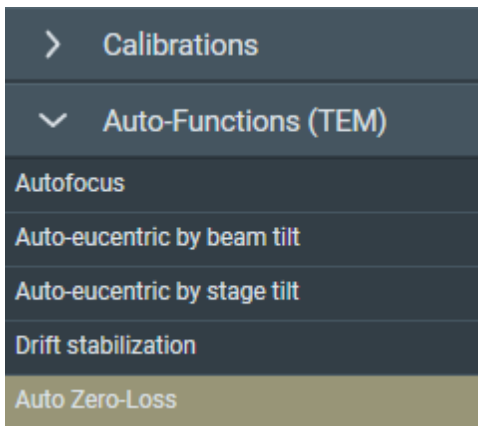 Calibrations
Auto-Functions (TEM)
Autofocus
Auto-eucentric by beam tilt
Auto-eucentric by stage tilt
Drift stabilization
Auto Zero-Loss